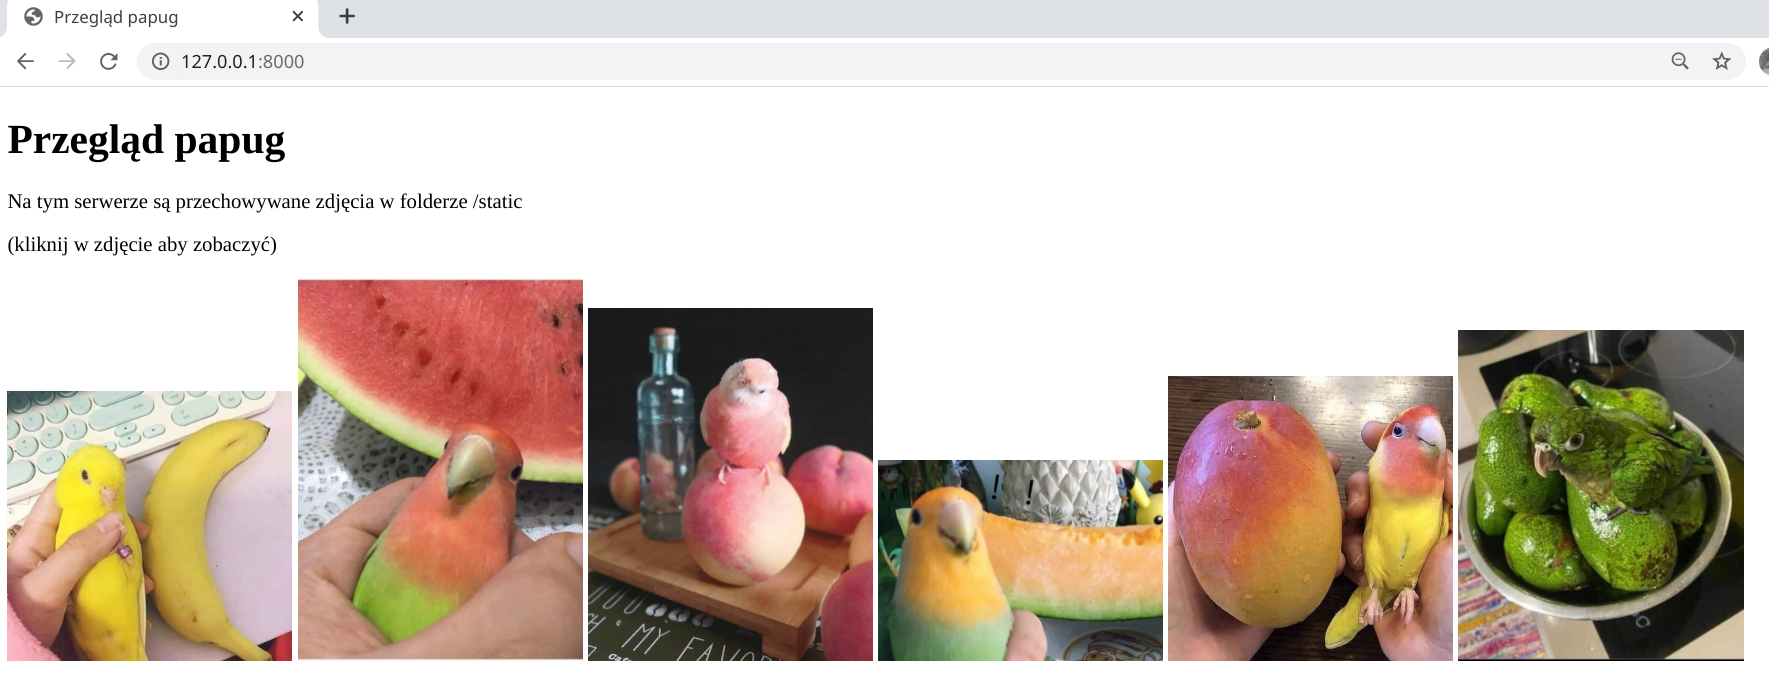 Przegląd papug
127.0.0.1:8000
Przegląd papug
Na tym serwerze są przechowywane zdjęcia w folderze /static
(kliknij w zdjęcie aby zobaczyć)
! !
MY FAVOR